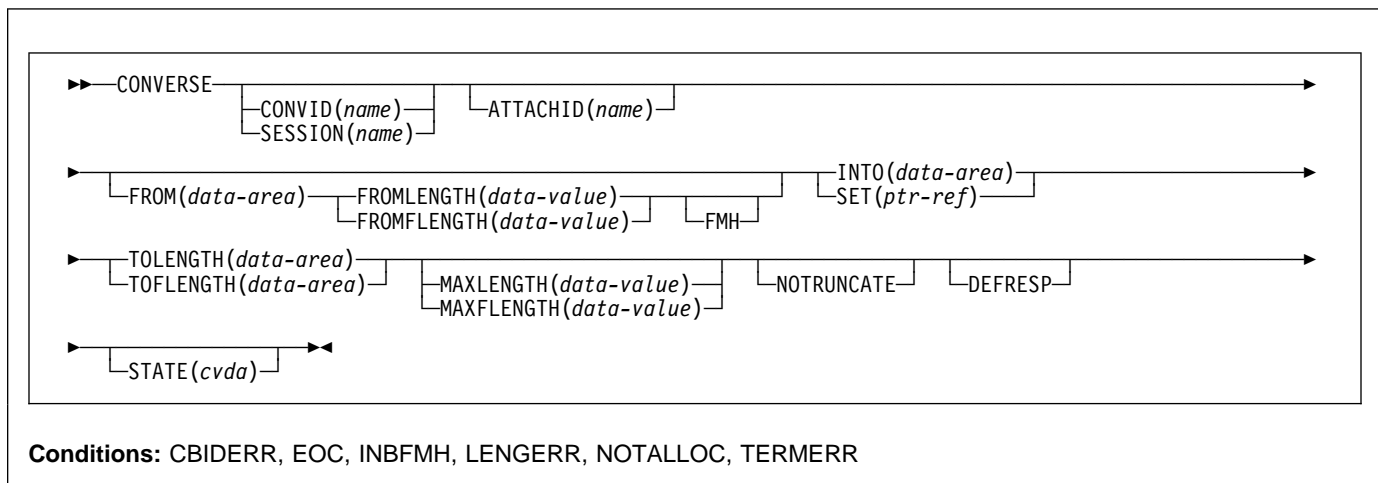 CONVERSE
CONVID(name) ATTACHID(name)
SESSION(name)
INTO(data-area)
FROM(data-area) FROMLENGTH(data-value) SET(ptr-ref)
FROMFLENGTH(data-value) FMH
TOLENGTH(data-area)
TOFLENGTH(data-area) MAXLENGTH(data-value) NOTRUNCATE DEFRESP
MAXFLENGTH(data-value)
STATE(cvda)
Conditions: CBIDERR, EOC, INBFMH, LENGERR, NOTALLOC, TERMERR